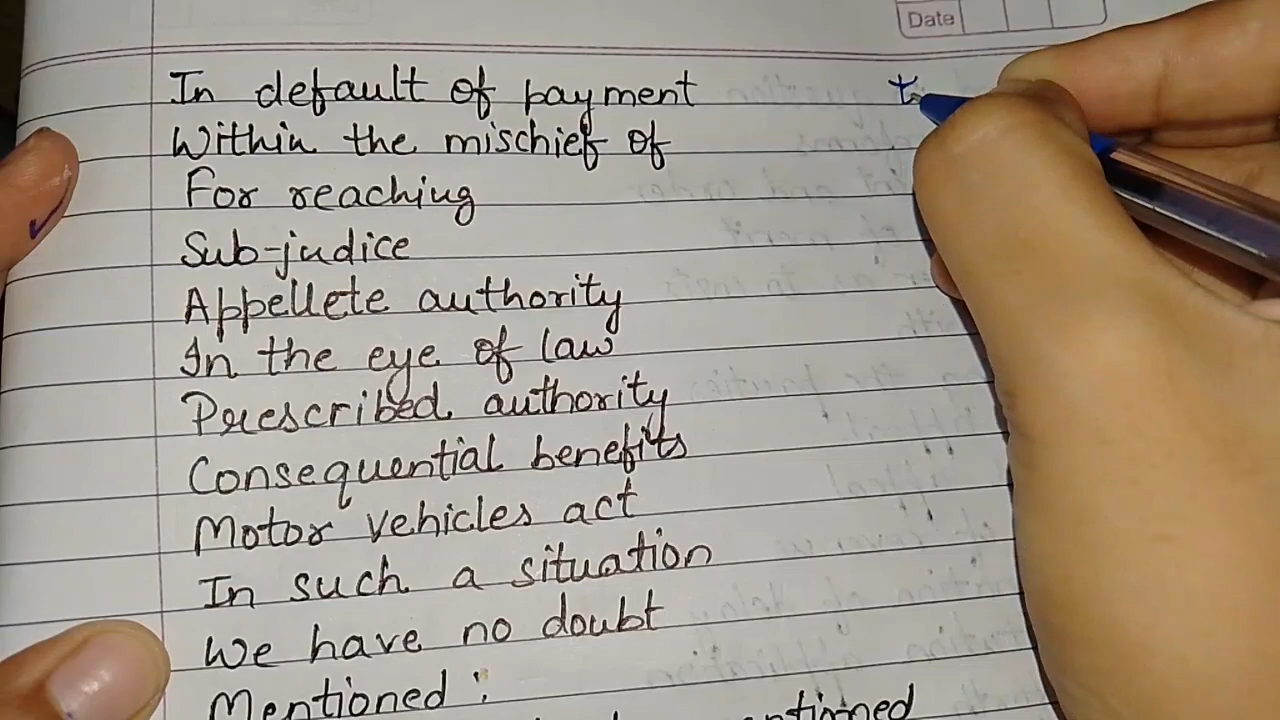 Date
In default of payment
Within the mischief of
For reaching
Sub-judice
Appellete authority
In the eye of law
Prescribed authority
Consequential benefits
Motor vehicles act
In such a situation
We have no doubt
Mentioned :